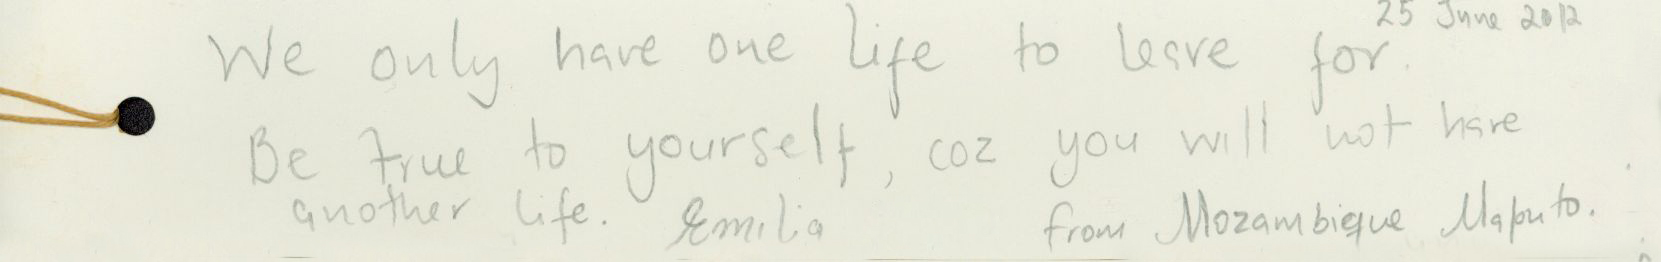 25 June 2012
We only have one life to leave for.
Be true to yourself, coz you will not have
another life. Emilia from Mozambique Maputo.